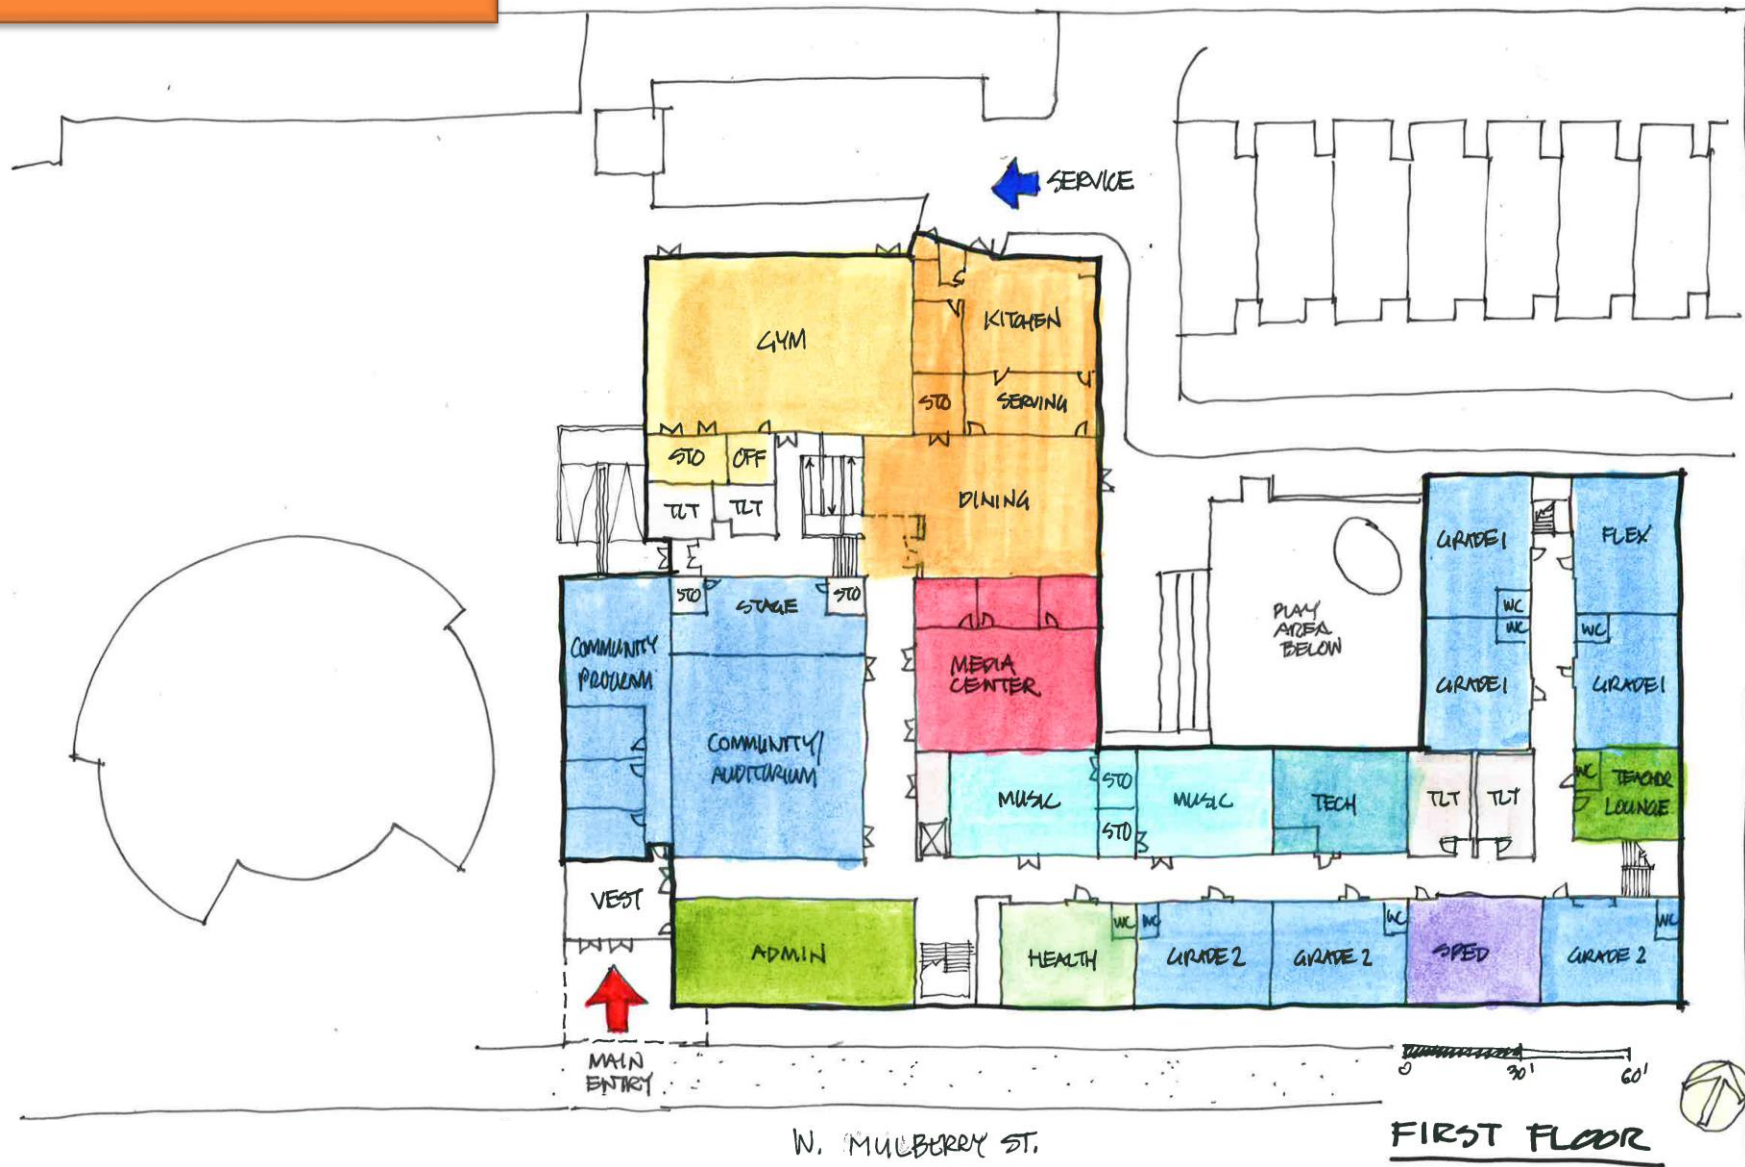 SERVICE
GYM
KITCHEN
STO
SERVING
STO
OFF
TLT
TLT
DINING
GRADE 1
FLEX
STO
STAGE
STO
WC
WC
WC
PLAY
AREA
BELOW
COMMUNITY
PROGRAM
MEDIA
CENTER
GRADE 1
GRADE 1
COMMUNITY/
AUDITORIUM
MUSIC
STO
STO
MUSIC
TECH
TLT
TLT
WC
TEACHER
LOUNGE
VEST
ADMIN
HEALTH
WC
WC
GRADE 2
GRADE 2
WC
SPED
GRADE 2
WC
MAIN
ENTRY
0 30' 60'
W. MULBERRY ST.
FIRST FLOOR